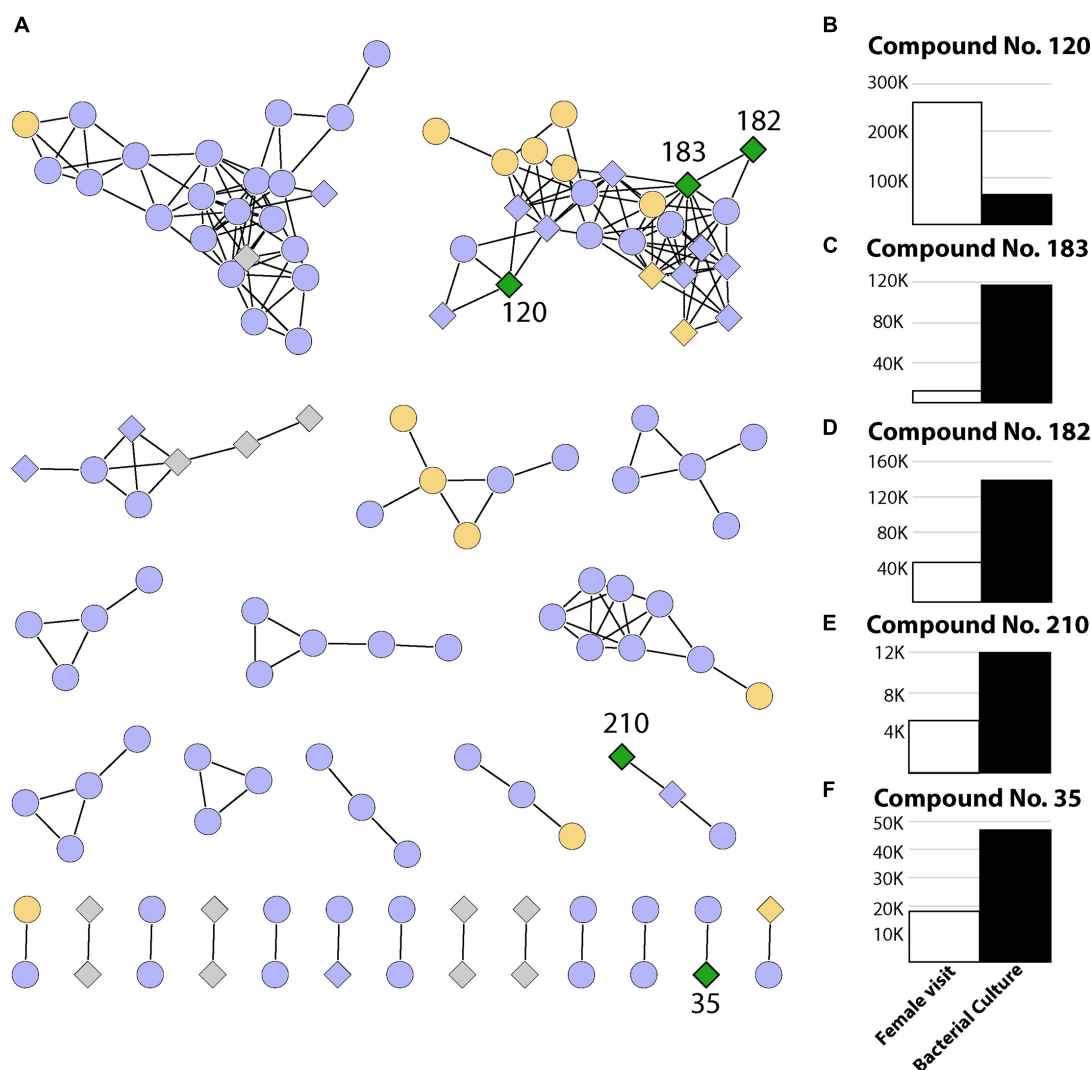 A
182
183
120
210
35
B
Compound No. 120
300K
200K
100K
C
Compound No. 183
120K
80K
40K
D
Compound No. 182
160K
120K
80K
40K
E
Compound No. 210
12K
8K
4K
F
Compound No. 35
50K
40K
30K
20K
10K
Female visit
Bacterial Culture